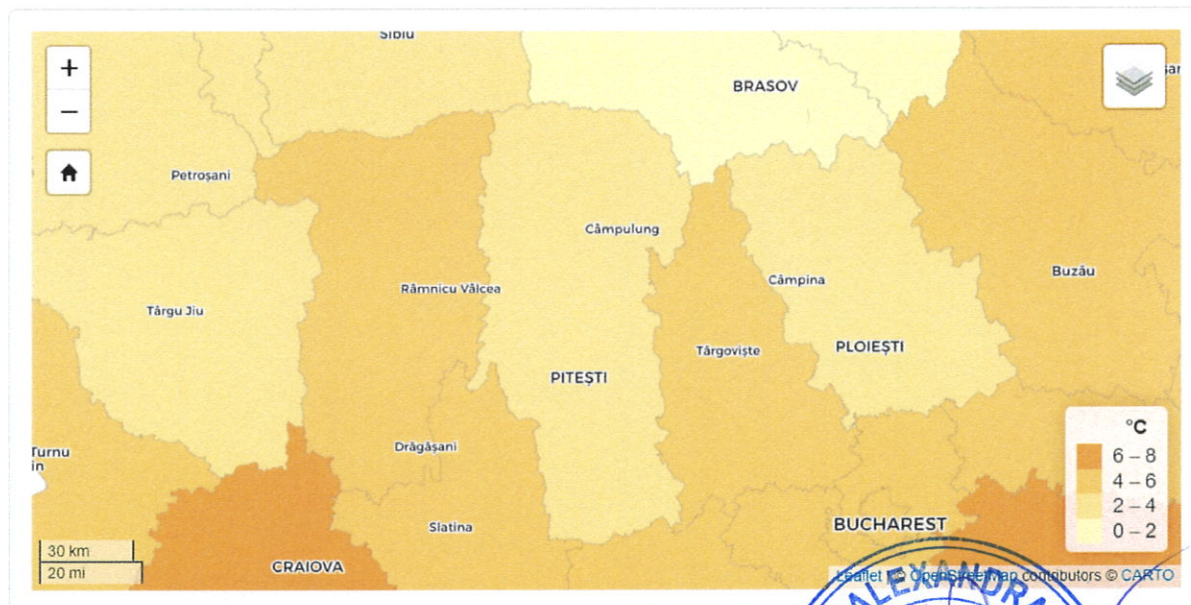 +
−
Sibiu
BRASOV
Petroșani
Câmpulung
Târgu Jiu
Râmnicu Vâlcea
Câmpina
Buzău
Târgoviște
PLOIEȘTI
PITEȘTI
Turnu
Drăgășani
Slatina
BUCHAREST
CRAIOVA
°C
6 – 8
4 – 6
2 – 4
0 – 2
30 km
20 mi
Leaflet | © OpenStreetMap contributors © CARTO
ALEXANDRA